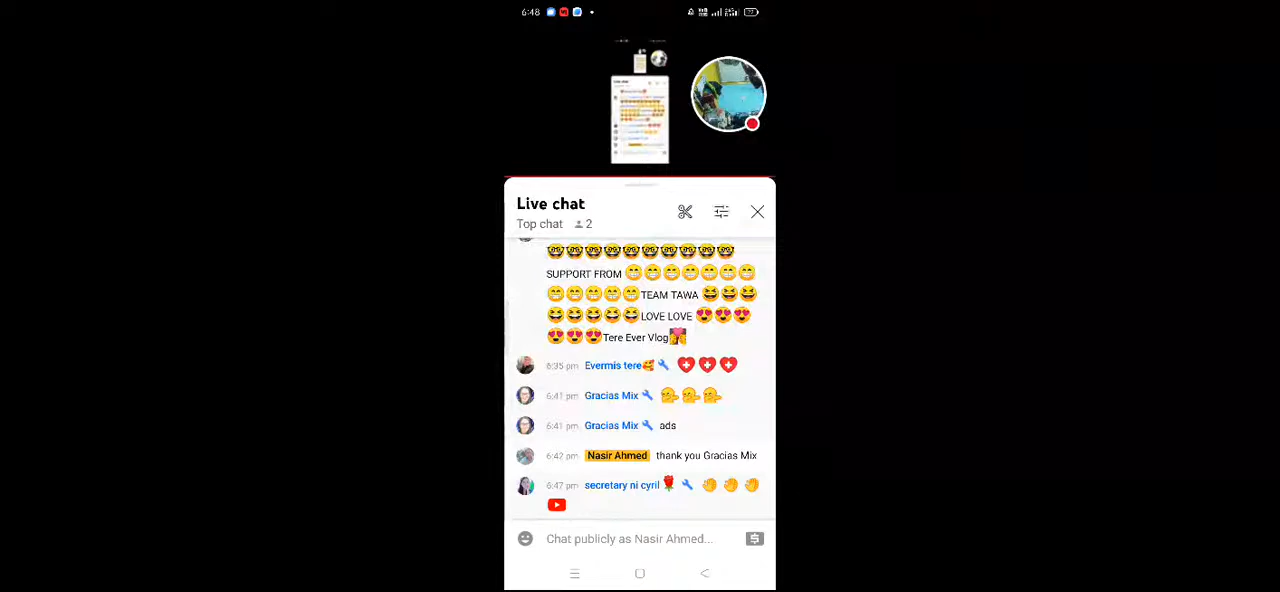 6:48
Live chat
Top chat 2
SUPPORT FROM
TEAM TAWA
LOVE LOVE
Tere Ever Vlog
6:35 pm Evermis tere
6:41 pm Gracias Mix
6:41 pm Gracias Mix ads
6:42 pm Nasir Ahmed thank you Gracias Mix
6:47 pm secretary ni cyril
Chat publicly as Nasir Ahmed...